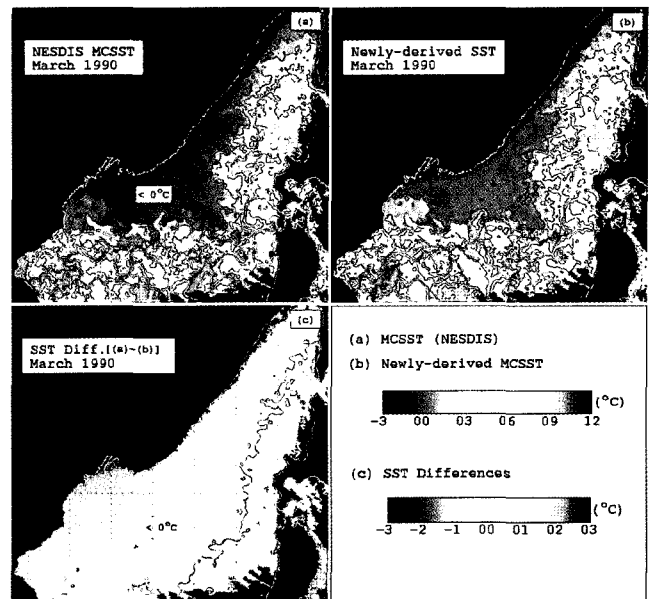 (a)
NESDIS MCSST
March 1990
< 0°C
(b)
Newly-derived SST
March 1990
(c)
SST Diff.[(a)-(b)]
March 1990
< 0°C
(a) MCSST (NESDIS)
(b) Newly-derived MCSST
(°C)
-3 00 03 06 09 12
(c) SST Differences
(°C)
-3 -2 -1 00 01 02 03